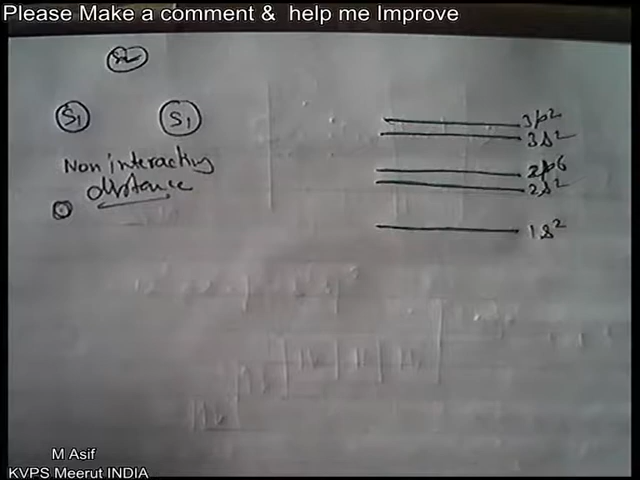 Please Make a comment & help me Improve
S₁ S₁
Non interacting
distance
3p²
3s²
2p6
2s²
1s²
M Asif
KVPS Meerut INDIA